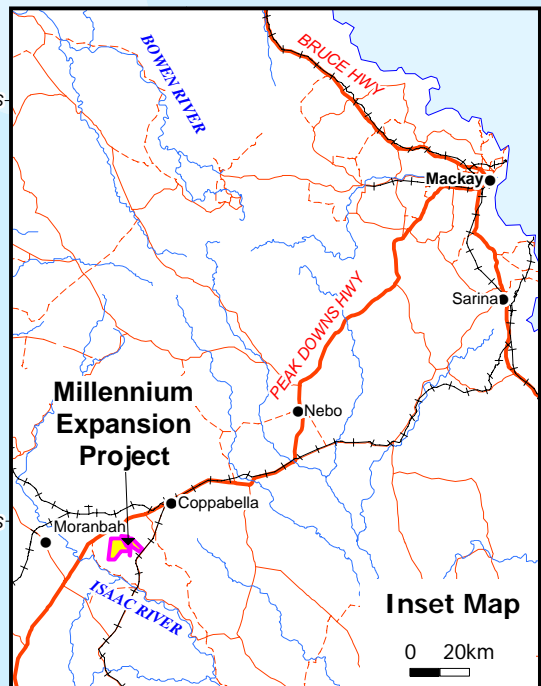 BOWEN RIVER
BRUCE HWY
Mackay
Sarina
PEAK DOWNS HWY
Millennium
Expansion
Project
Nebo
Coppabella
Moranbah
ISAAC RIVER
Inset Map
0 20km